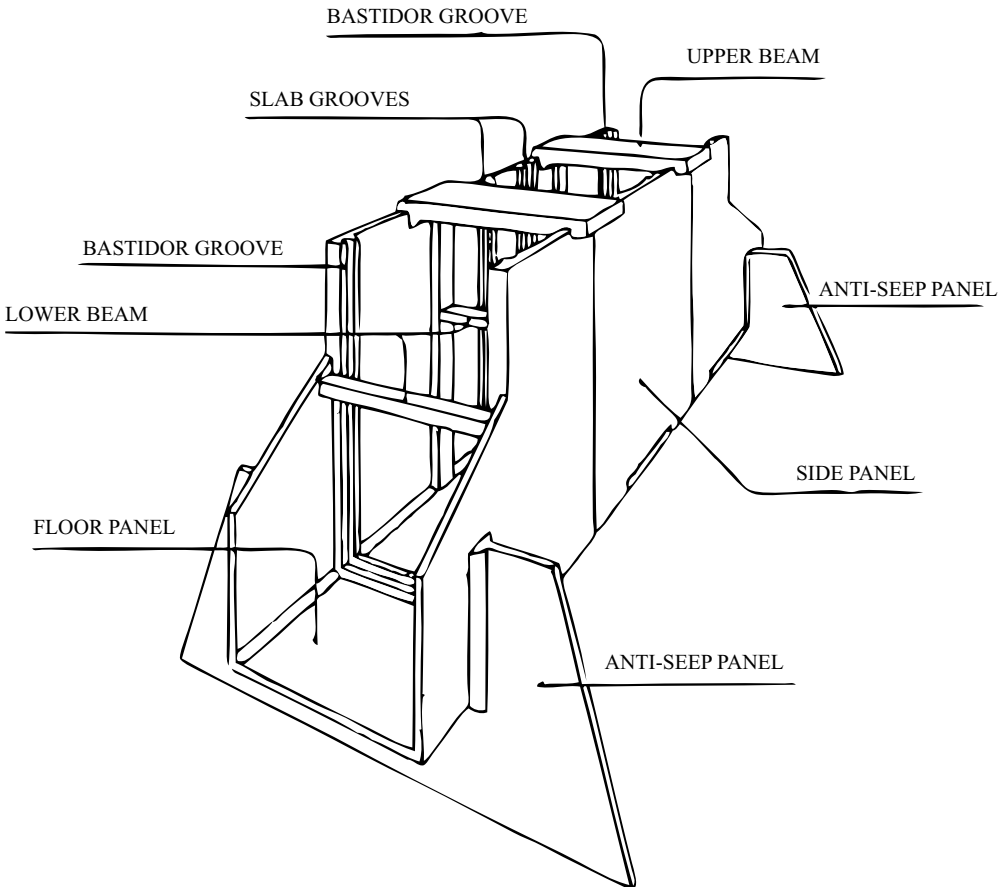 BASTIDOR GROOVE
UPPER BEAM
SLAB GROOVES
BASTIDOR GROOVE
ANTI-SEEP PANEL
LOWER BEAM
SIDE PANEL
FLOOR PANEL
ANTI-SEEP PANEL